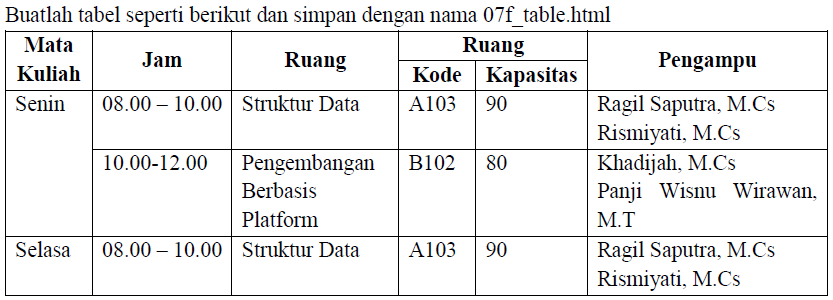 Buatlah tabel seperti berikut dan simpan dengan nama 07f_table.html
Mata Kuliah Jam Ruang Ruang Pengampu
Kode Kapasitas
Senin 08.00 – 10.00 Struktur Data A103 90 Ragil Saputra, M.Cs
Rismiyati, M.Cs
10.00-12.00 Pengembangan B102 80 Khadijah, M.Cs
Berbasis Panji Wisnu Wirawan,
Platform M.T
Selasa 08.00 – 10.00 Struktur Data A103 90 Ragil Saputra, M.Cs
Rismiyati, M.Cs